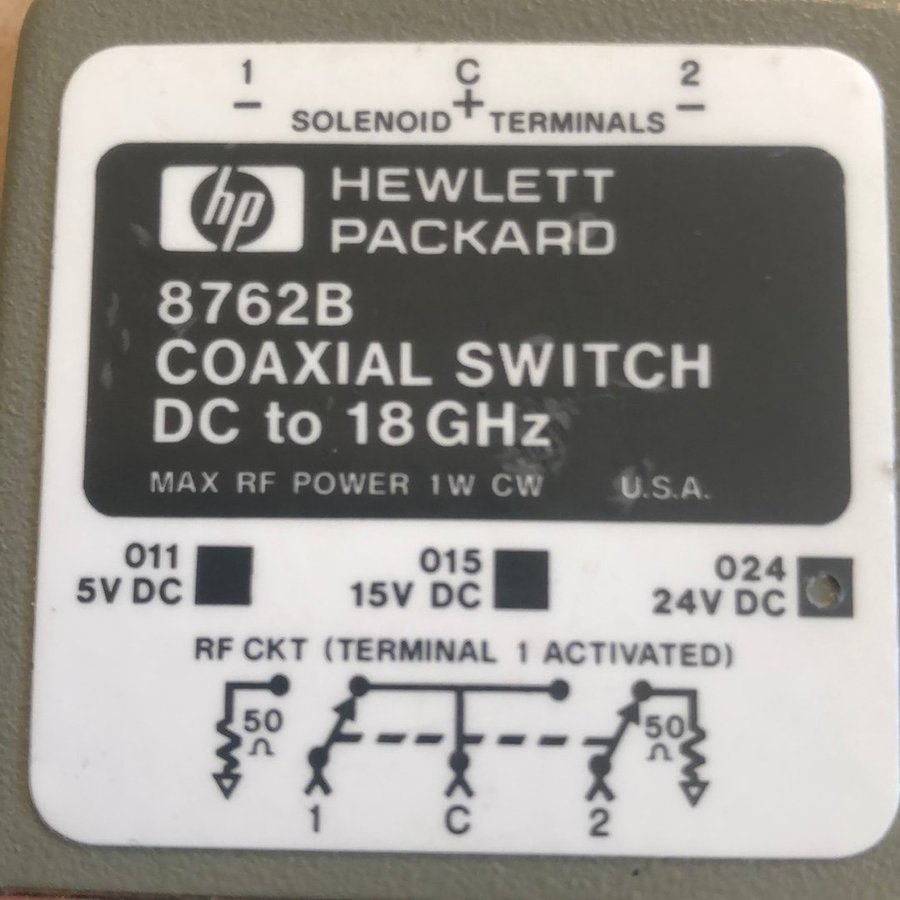 1 C 2
− + −
SOLENOID TERMINALS
hp HEWLETT
PACKARD
8762B
COAXIAL SWITCH
DC to 18 GHz
MAX RF POWER 1W CW U.S.A.
011 015 024
5V DC 15V DC 24V DC
RF CKT (TERMINAL 1 ACTIVATED)
50 50
Ω Ω
1 C 2